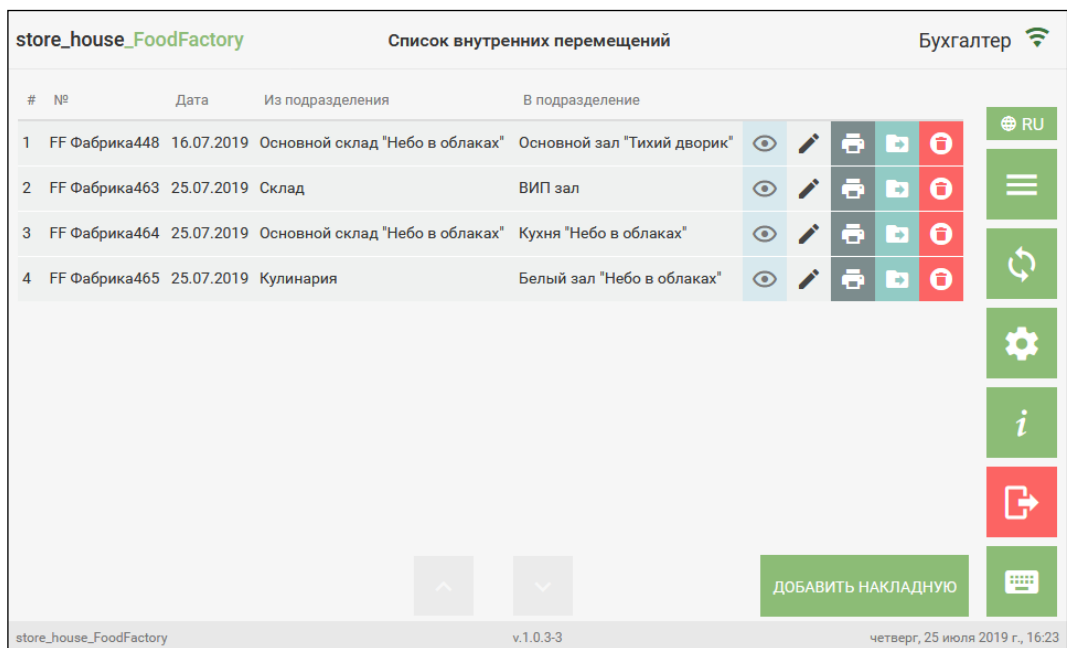 store_house_FoodFactory Список внутренних перемещений Бухгалтер
# № Дата Из подразделения В подразделение
RU
1 FF Фабрика448 16.07.2019 Основной склад "Небо в облаках" Основной зал "Тихий дворик"
2 FF Фабрика463 25.07.2019 Склад ВИП зал
3 FF Фабрика464 25.07.2019 Основной склад "Небо в облаках" Кухня "Небо в облаках"
4 FF Фабрика465 25.07.2019 Кулинария Белый зал "Небо в облаках"
i
ДОБАВИТЬ НАКЛАДНУЮ
store_house_FoodFactory v.1.0.3-3 четверг, 25 июля 2019 г., 16:23